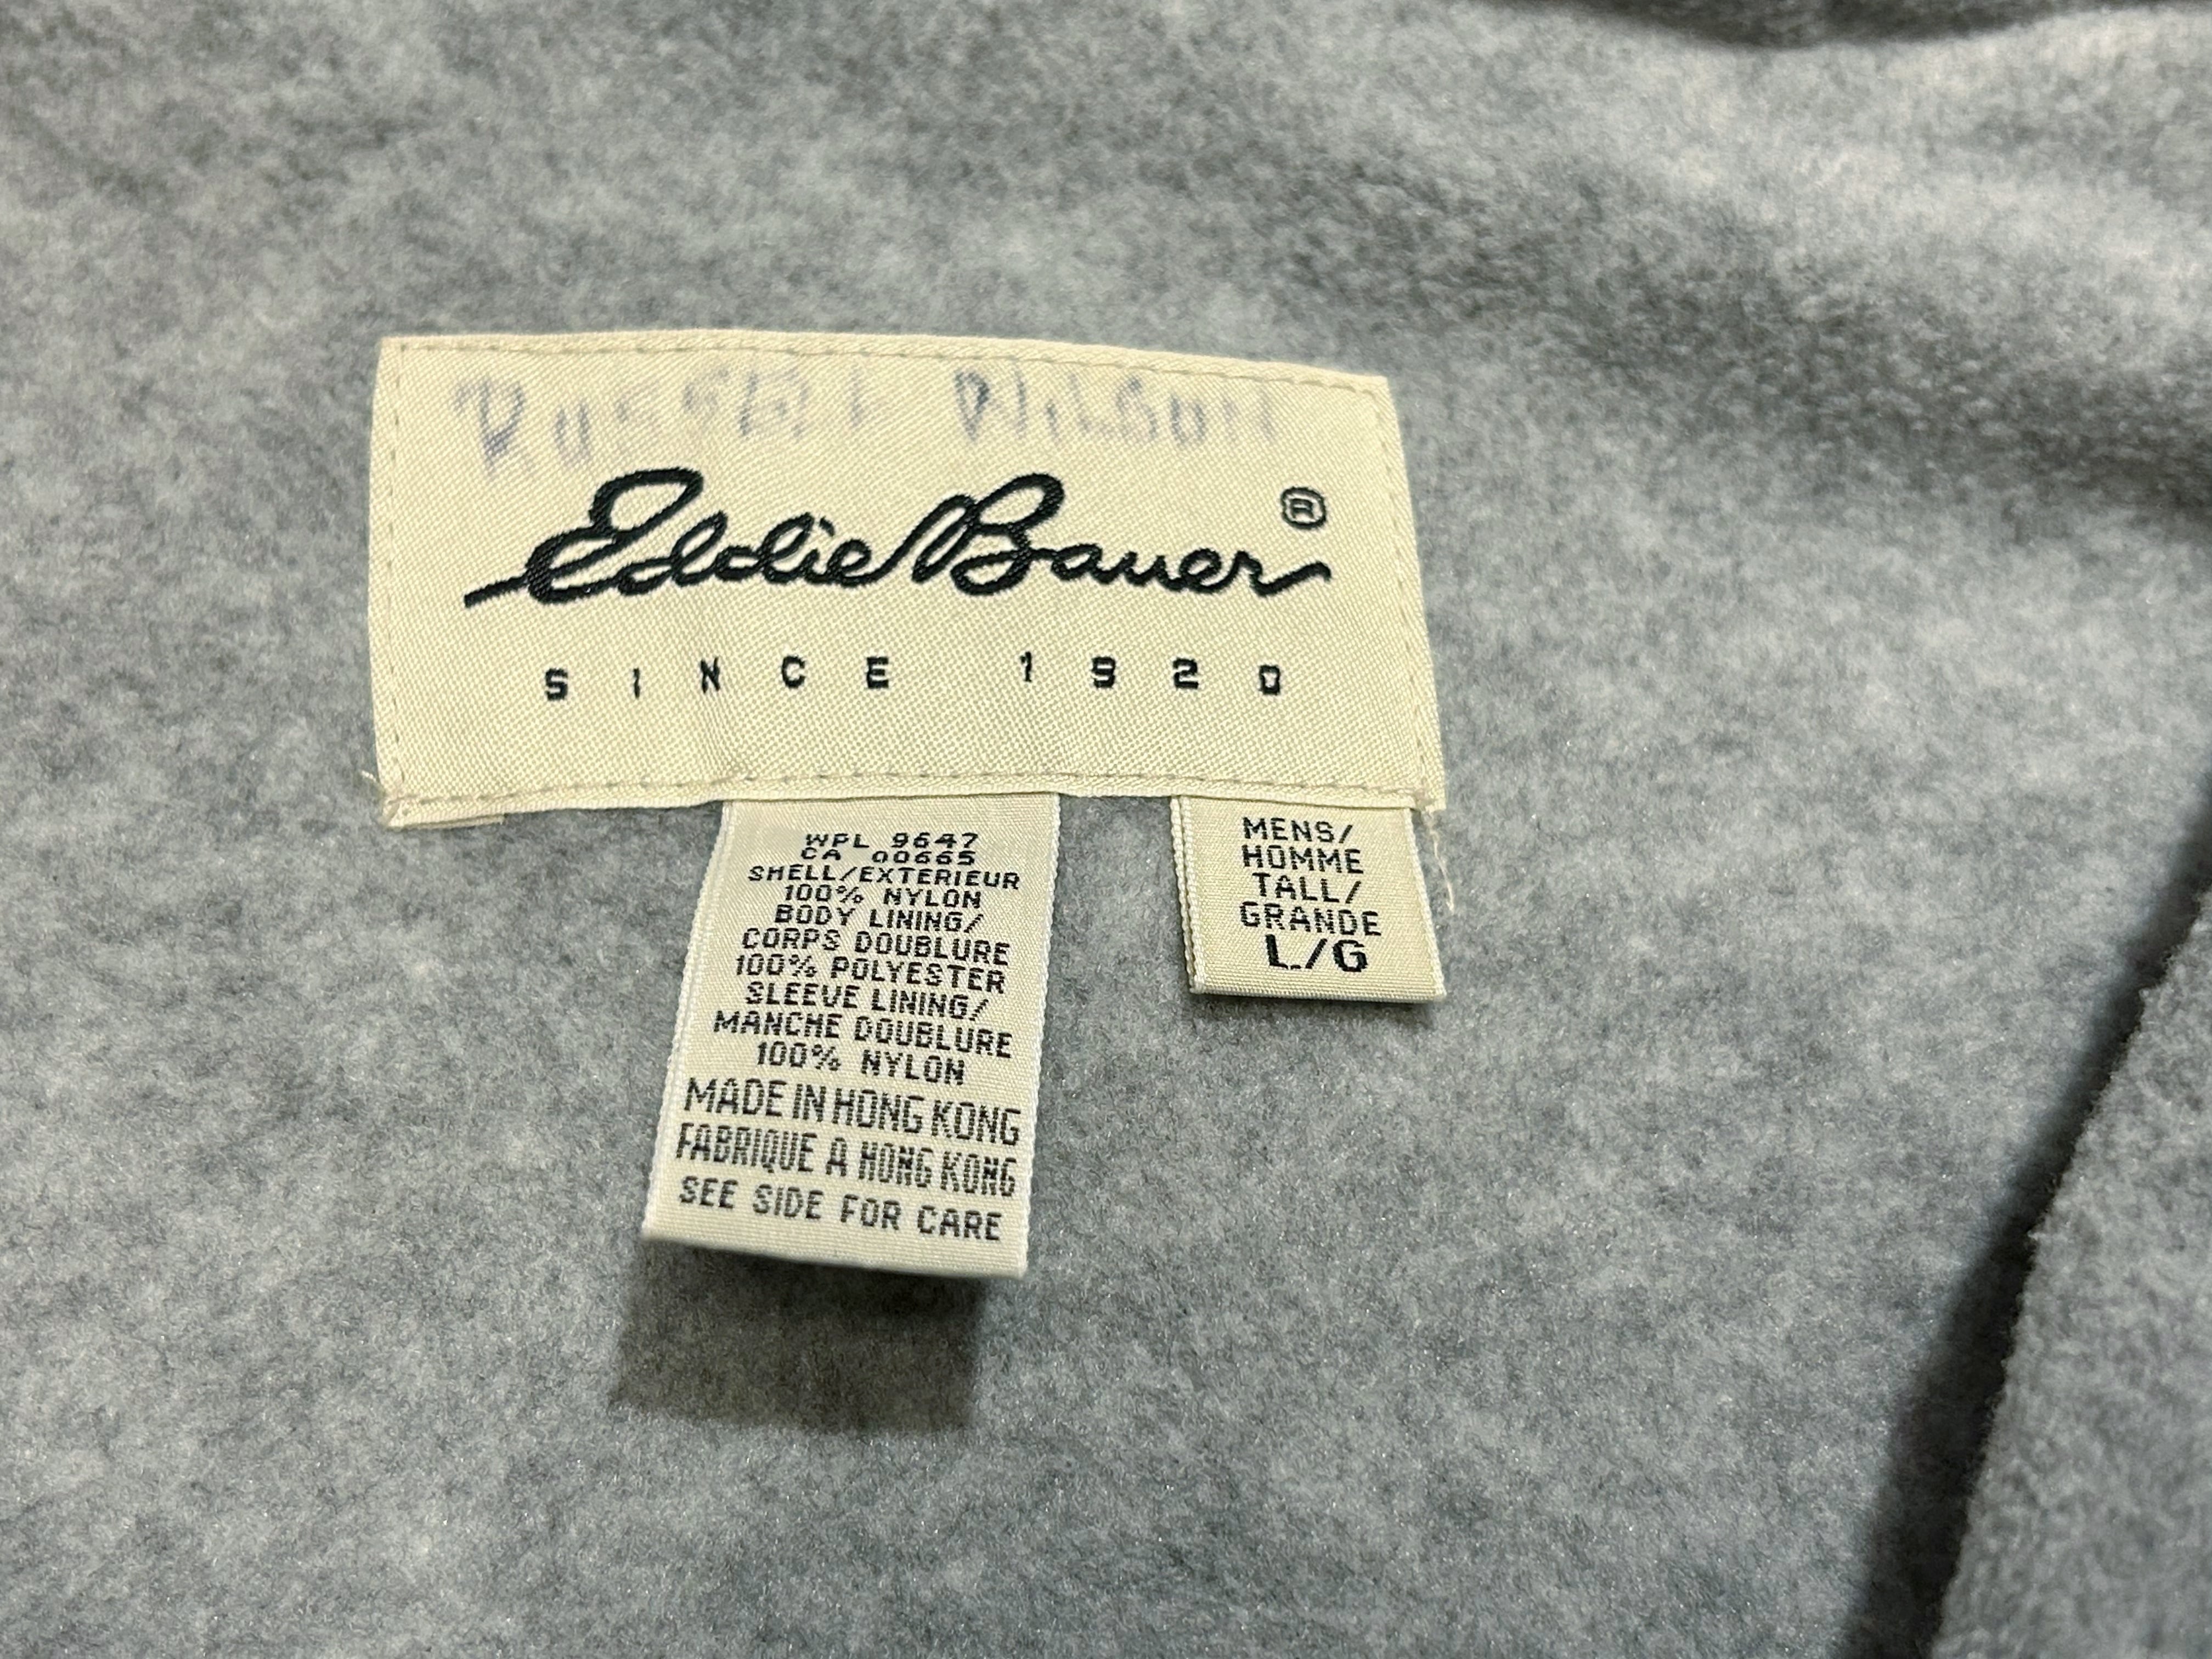 Eddie Bauer ®
SINCE 1920
WPL 9647
CA 00665
SHELL/EXTERIEUR
100% NYLON
BODY LINING/
CORPS DOUBLURE
100% POLYESTER
SLEEVE LINING/
MANCHE DOUBLURE
100% NYLON
MADE IN HONG KONG
FABRIQUE A HONG KONG
SEE SIDE FOR CARE
MENS/
HOMME
TALL/
GRANDE
L/G